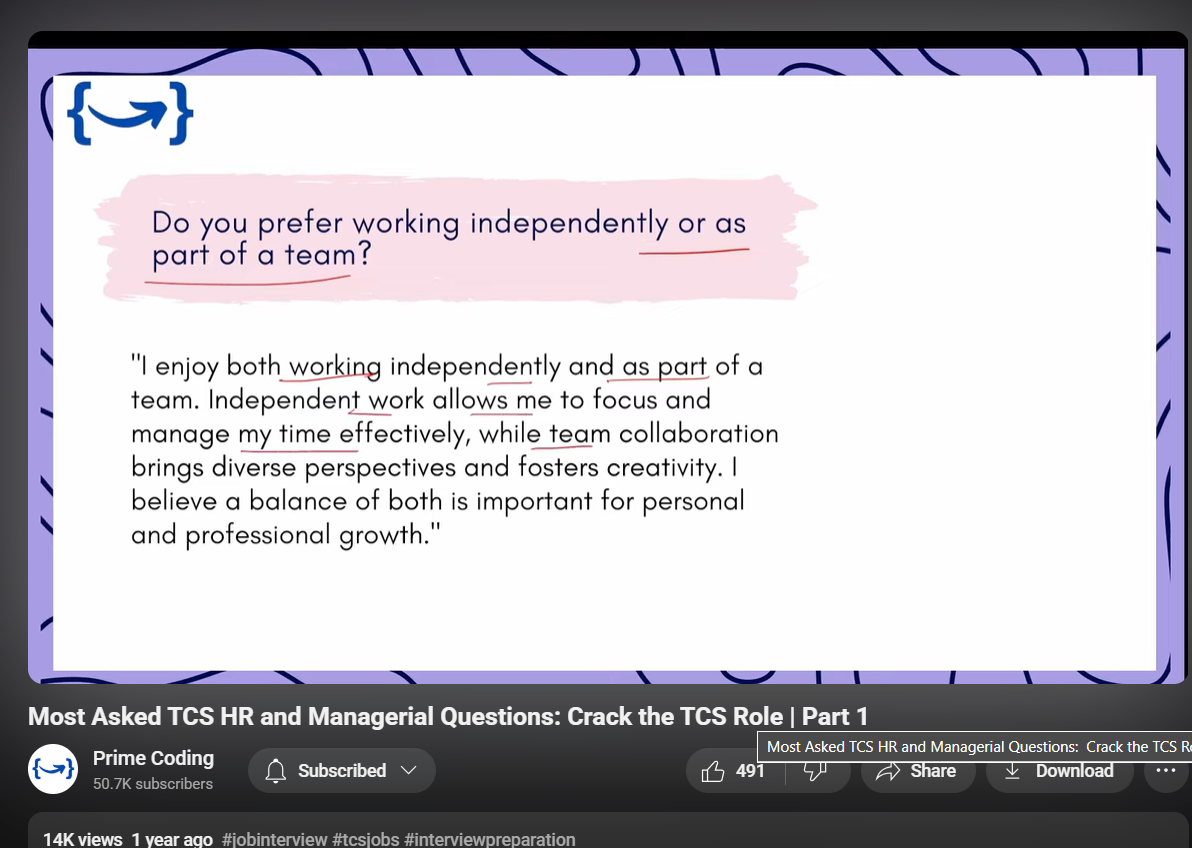 Do you prefer working independently or as
part of a team?
"I enjoy both working independently and as part of a
team. Independent work allows me to focus and
manage my time effectively, while team collaboration
brings diverse perspectives and fosters creativity. I
believe a balance of both is important for personal
and professional growth."
Most Asked TCS HR and Managerial Questions: Crack the TCS Role | Part 1
Most Asked TCS HR and Managerial Questions: Crack the TCS
Prime Coding
50.7K subscribers
Subscribed
491
Share
Download
14K views 1 year ago #jobinterview #tcsjobs #interviewpreparation